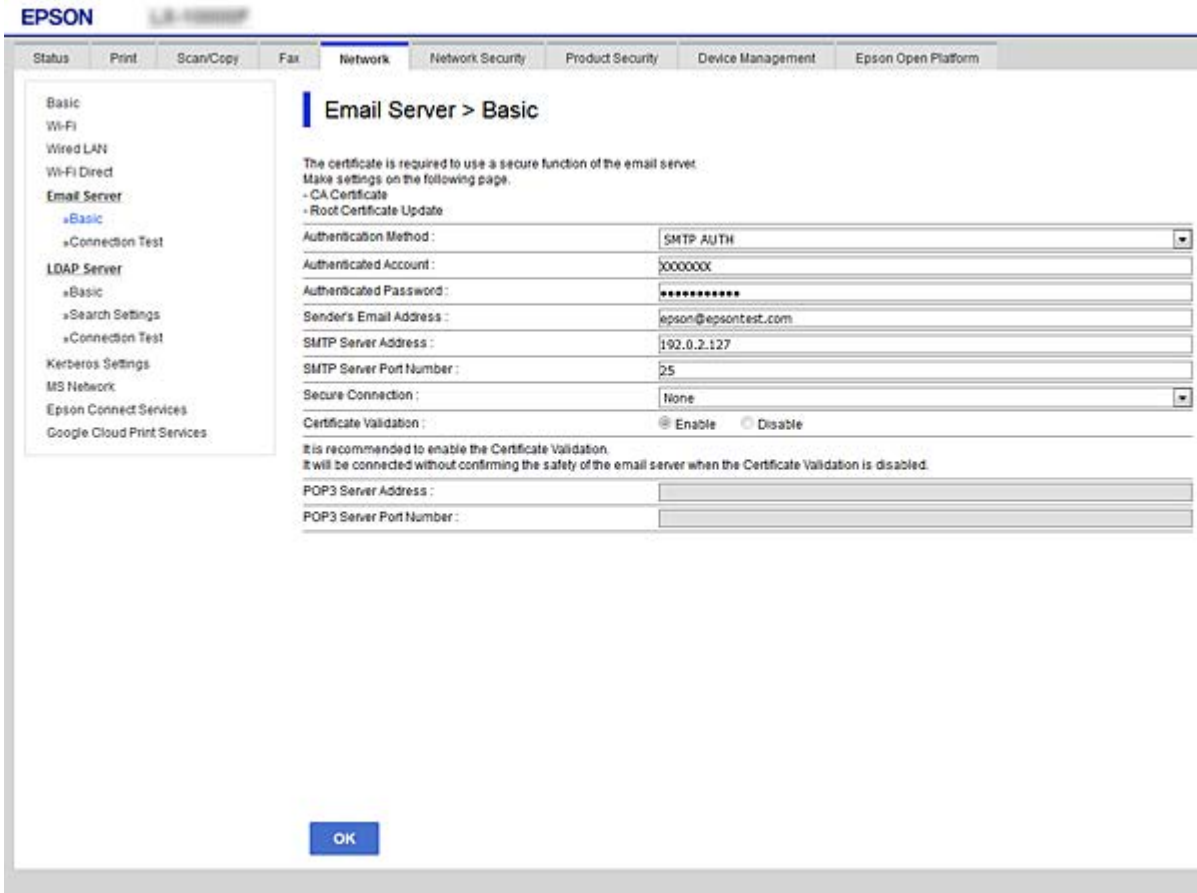 EPSON
Status Print Scan/Copy Fax Network Network Security Product Security Device Management Epson Open Platform
Basic
Wi-Fi
Wired LAN
Wi-Fi Direct
Email Server
»Basic
»Connection Test
LDAP Server
»Basic
»Search Settings
»Connection Test
Kerberos Settings
MS Network
Epson Connect Services
Google Cloud Print Services
Email Server > Basic
The certificate is required to use a secure function of the email server.
Make settings on the following page.
- CA Certificate
- Root Certificate Update
Authentication Method : SMTP AUTH
Authenticated Account : XXXXXXX
Authenticated Password : •••••••••••
Sender's Email Address : epson@epsontest.com
SMTP Server Address : 192.0.2.127
SMTP Server Port Number : 25
Secure Connection : None
Certificate Validation : Enable Disable
It is recommended to enable the Certificate Validation.
It will be connected without confirming the safety of the email server when the Certificate Validation is disabled.
POP3 Server Address :
POP3 Server Port Number :
OK